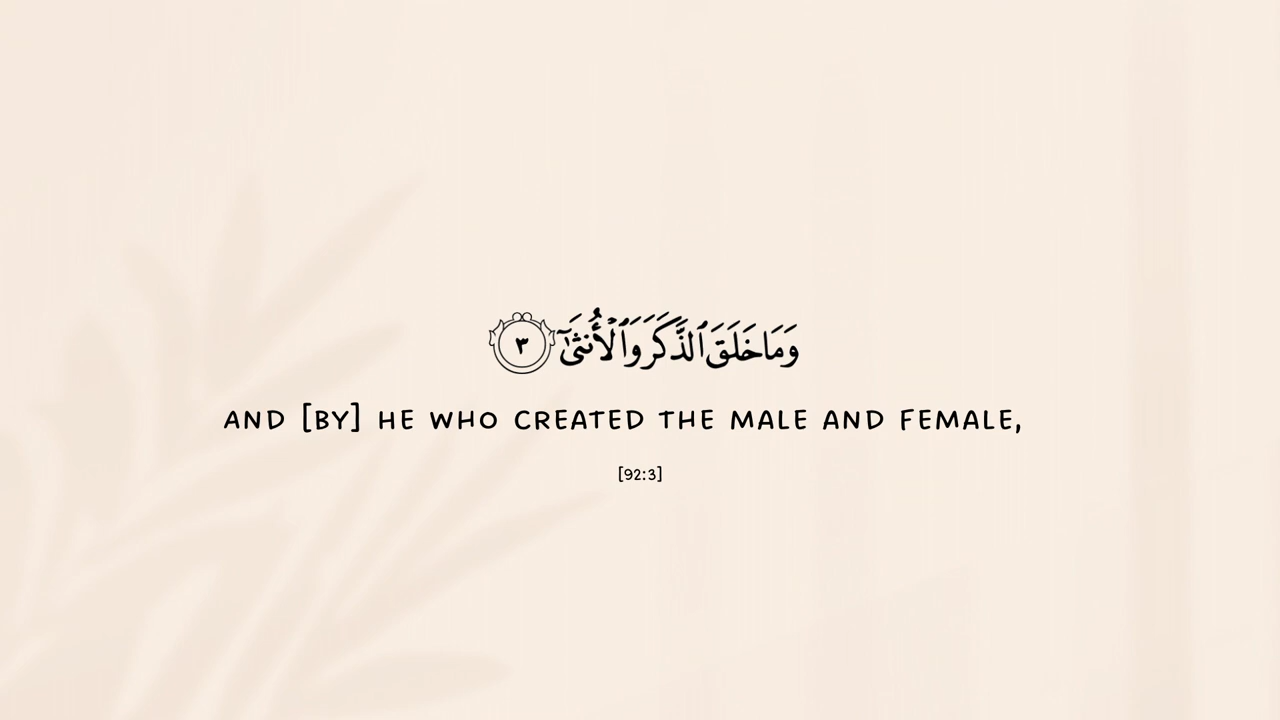 وَمَا خَلَقَ ٱلذَّكَرَ وَٱلْأُنثَىٰٓ ٣
AND [BY] HE WHO CREATED THE MALE AND FEMALE,
[92:3]